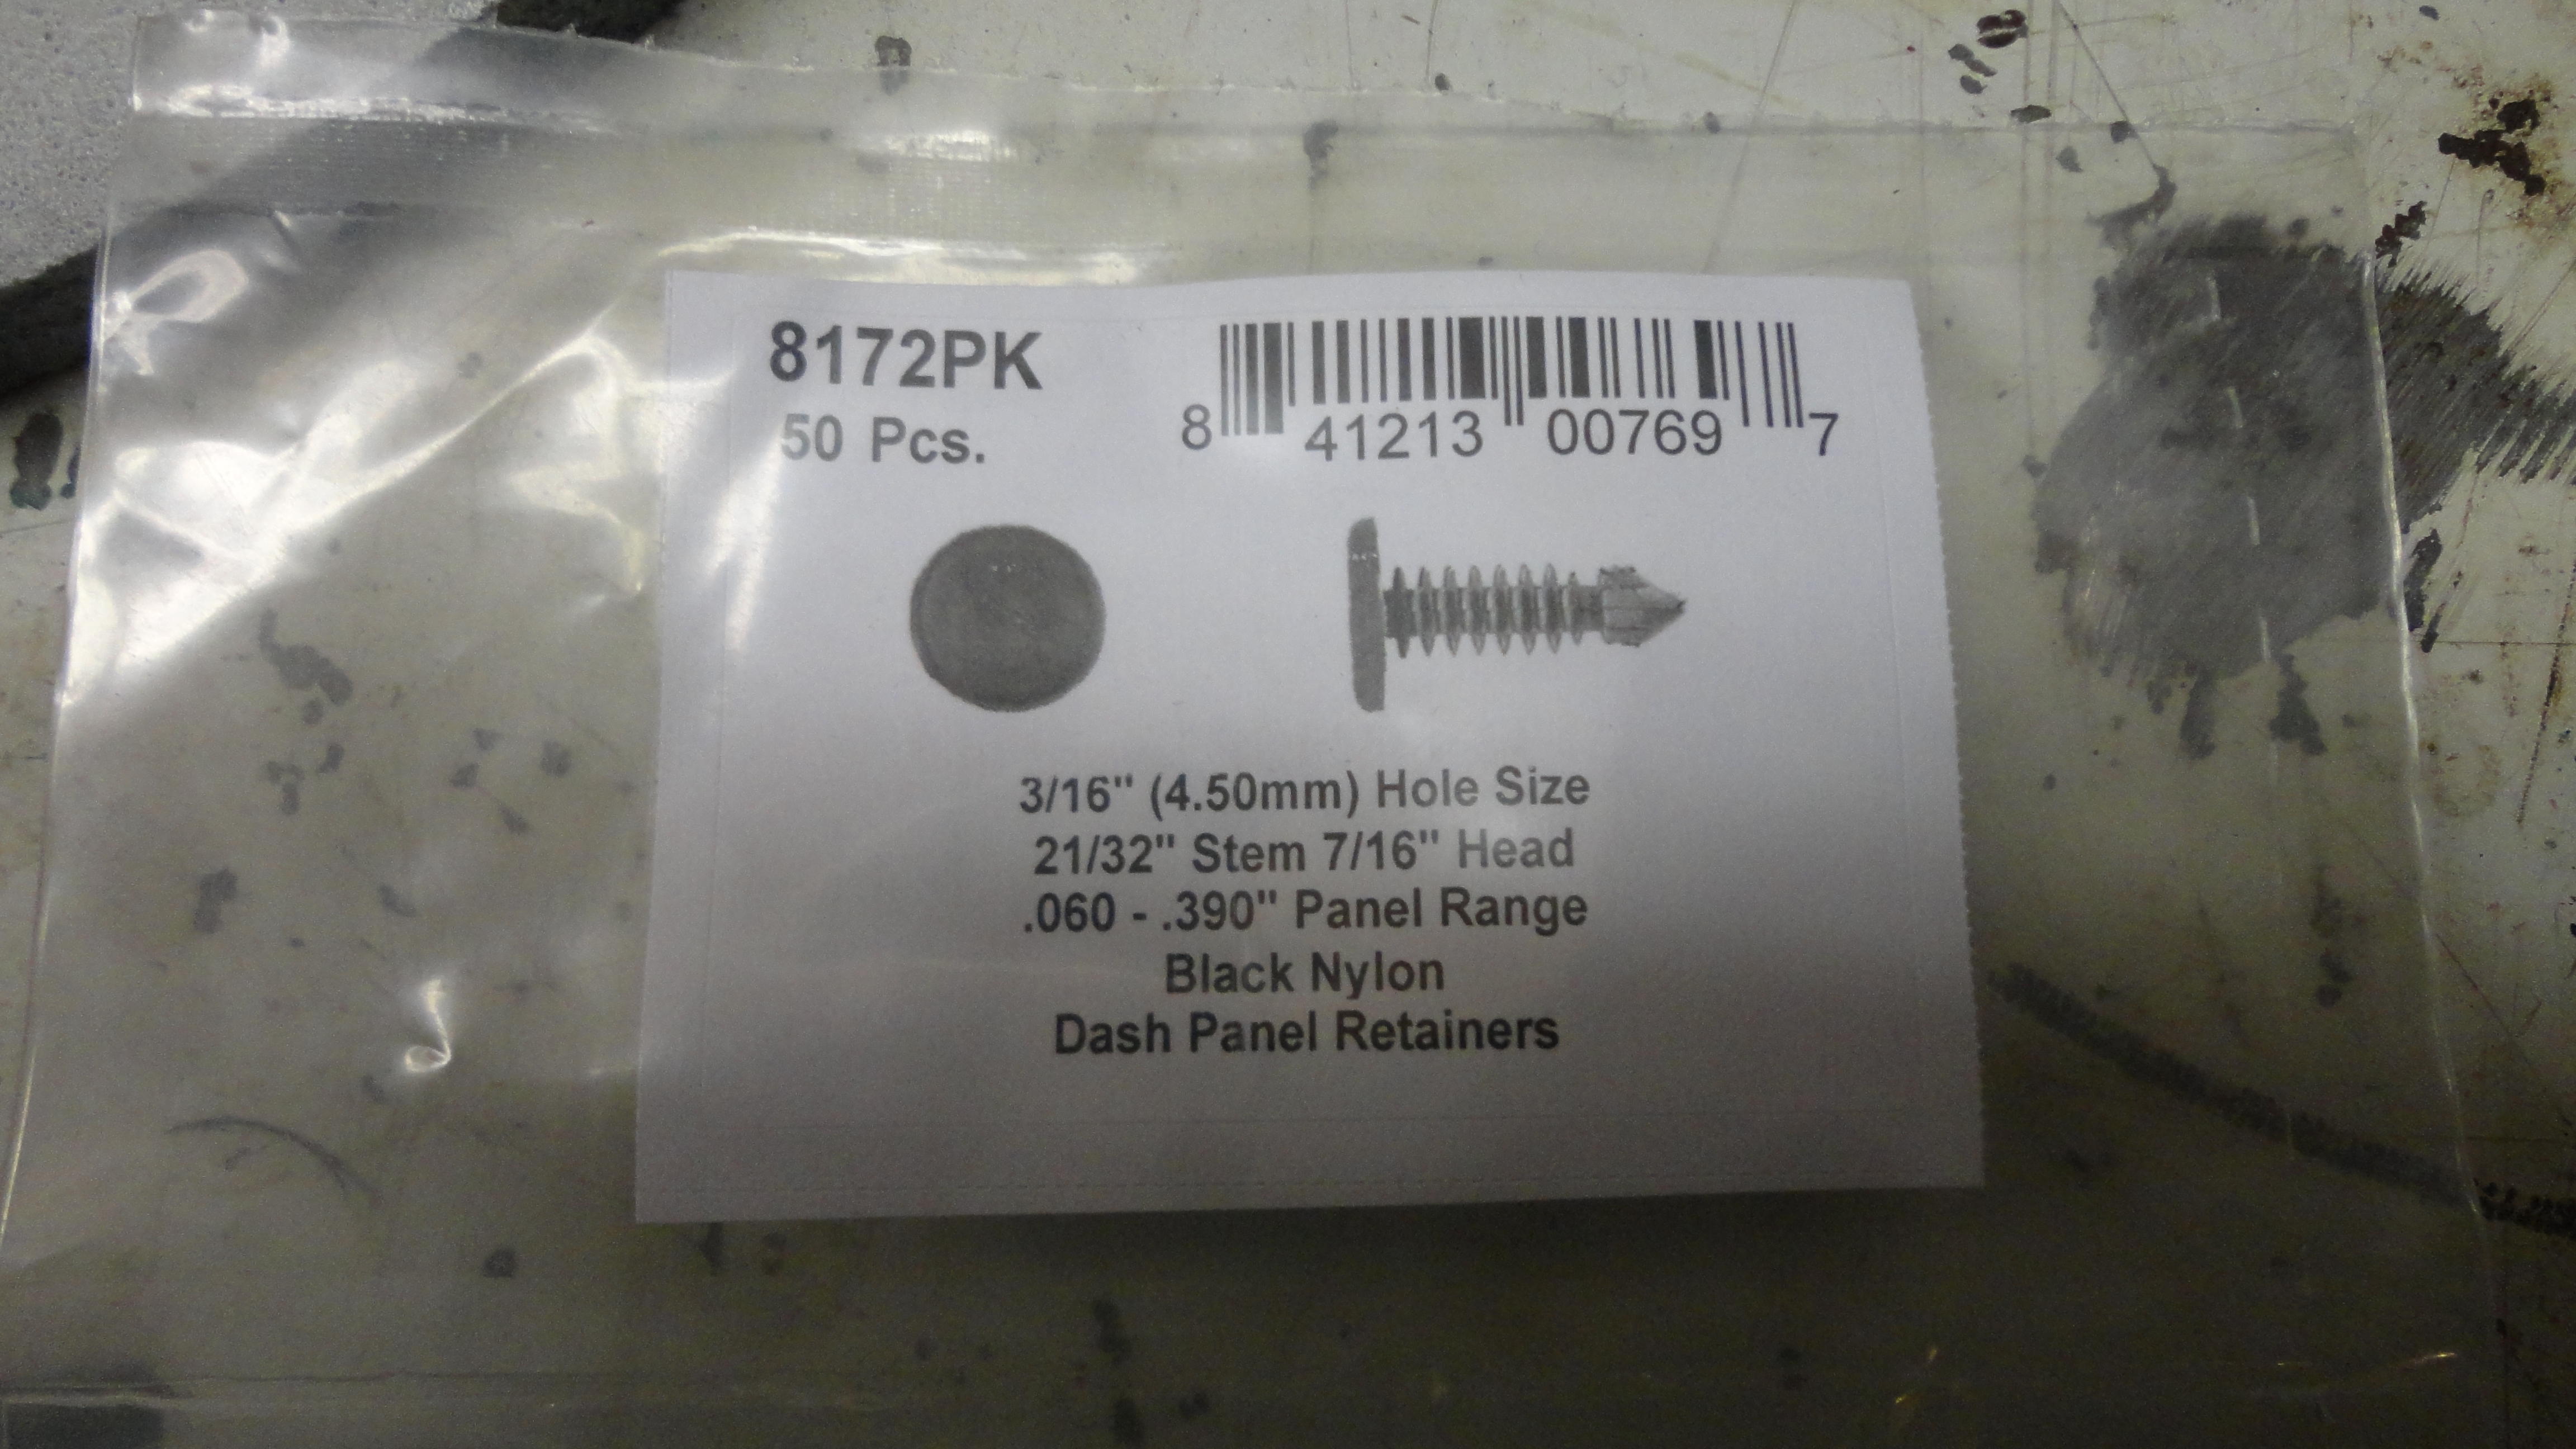 8172PK
50 Pcs.
8 41213 00769 7
3/16" (4.50mm) Hole Size
21/32" Stem 7/16" Head
.060 - .390" Panel Range
Black Nylon
Dash Panel Retainers